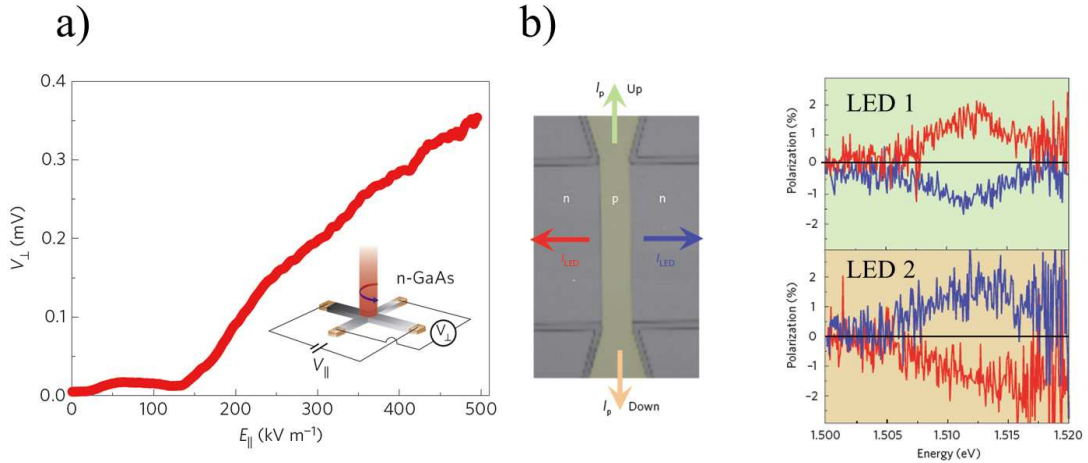 a)
V⊥ (mV)
0.4
0.3
0.2
0.1
0.0
0
100
200
300
400
500
E∥ (kV m⁻¹)
n-GaAs
V⊥
V∥
b)
Ip Up
n p n
ILED ILED
Ip Down
LED 1
Polarization (%)
2
1
0
-1
-2
LED 2
Polarization (%)
2
1
0
-1
-2
1.500
1.505
1.510
1.515
1.520
Energy (eV)